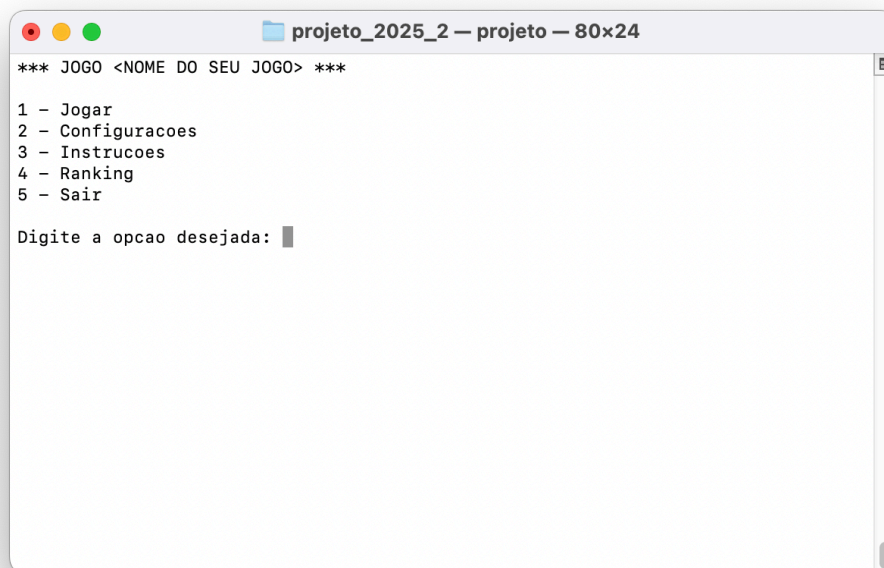 projeto_2025_2 — projeto — 80×24
*** JOGO <NOME DO SEU JOGO> ***
1 - Jogar
2 - Configuracoes
3 - Instrucoes
4 - Ranking
5 - Sair
Digite a opcao desejada: